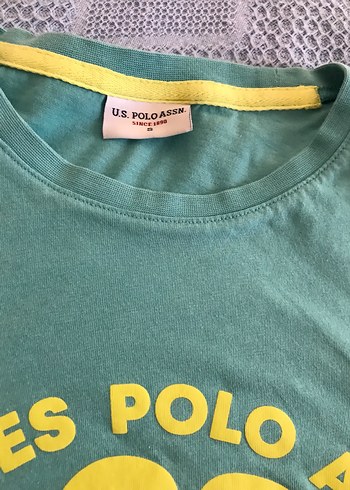 U.S. POLO ASSN.
SINCE 1890
S
ES POLO A